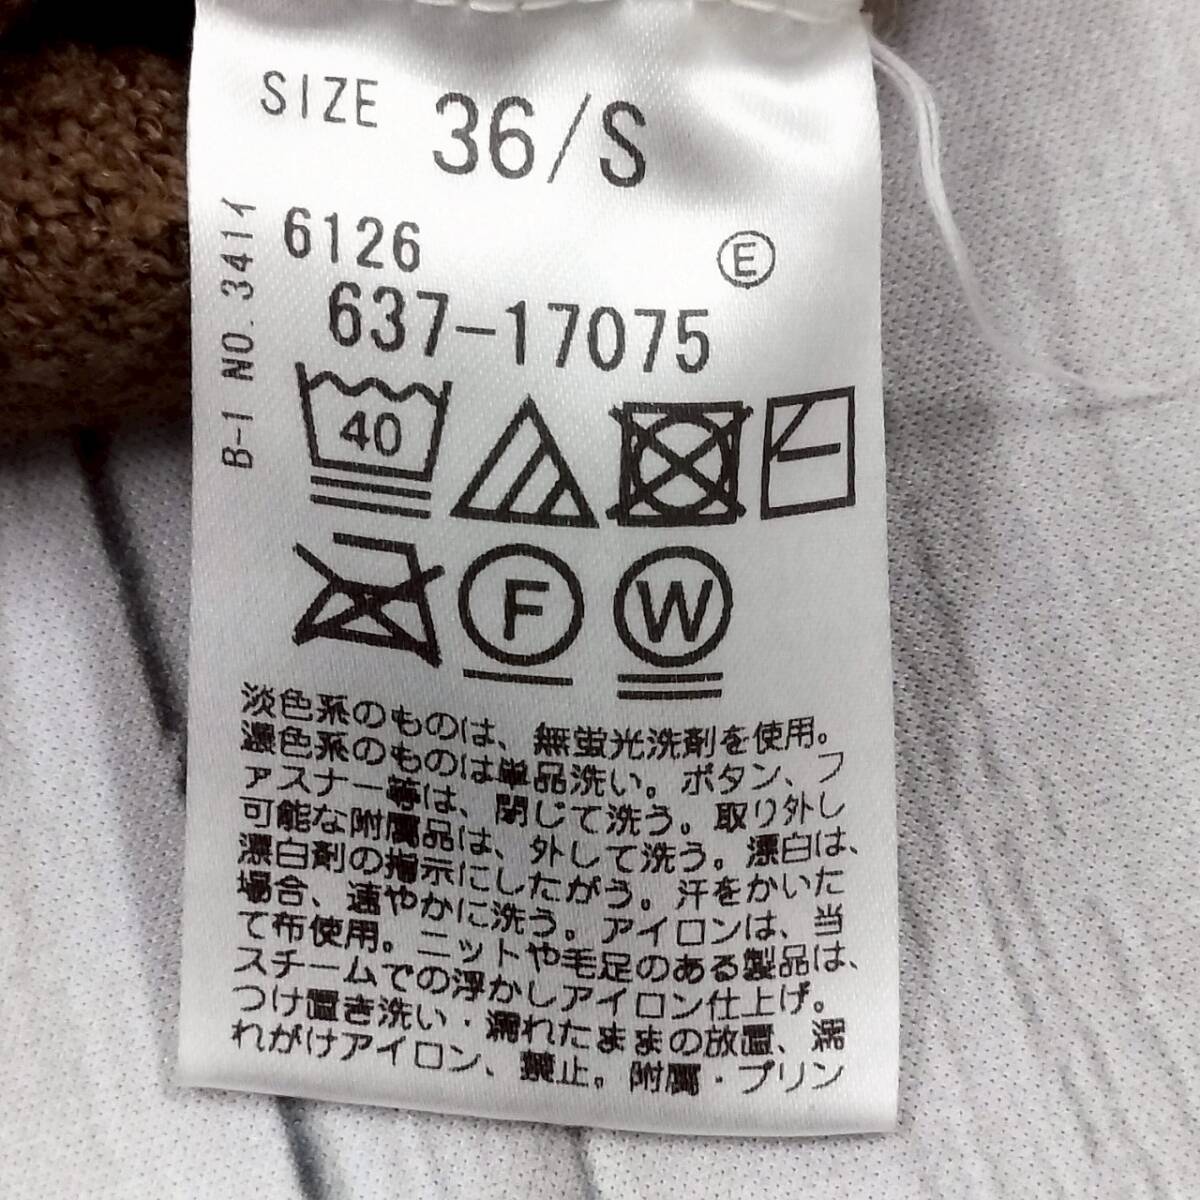 SIZE 36/S
6126
Ⓔ
637-17075
B-1 NO. 3411
40
F
W
淡色系のものは、無蛍光洗剤を使用。
濃色系のものは単品洗い。ボタン、フ
ァスナー等は、閉じて洗う。取り外し
可能な附属品は、外して洗う。漂白は、
漂白剤の指示にしたがう。汗をかいた
場合、速やかに洗う。アイロンは、当
て布使用。ニットや毛足のある製品は、
スチームでの浮かしアイロン仕上げ。
つけ置き洗い・濡れたままの放置、濡
れがけアイロン、禁止。附属・プリン